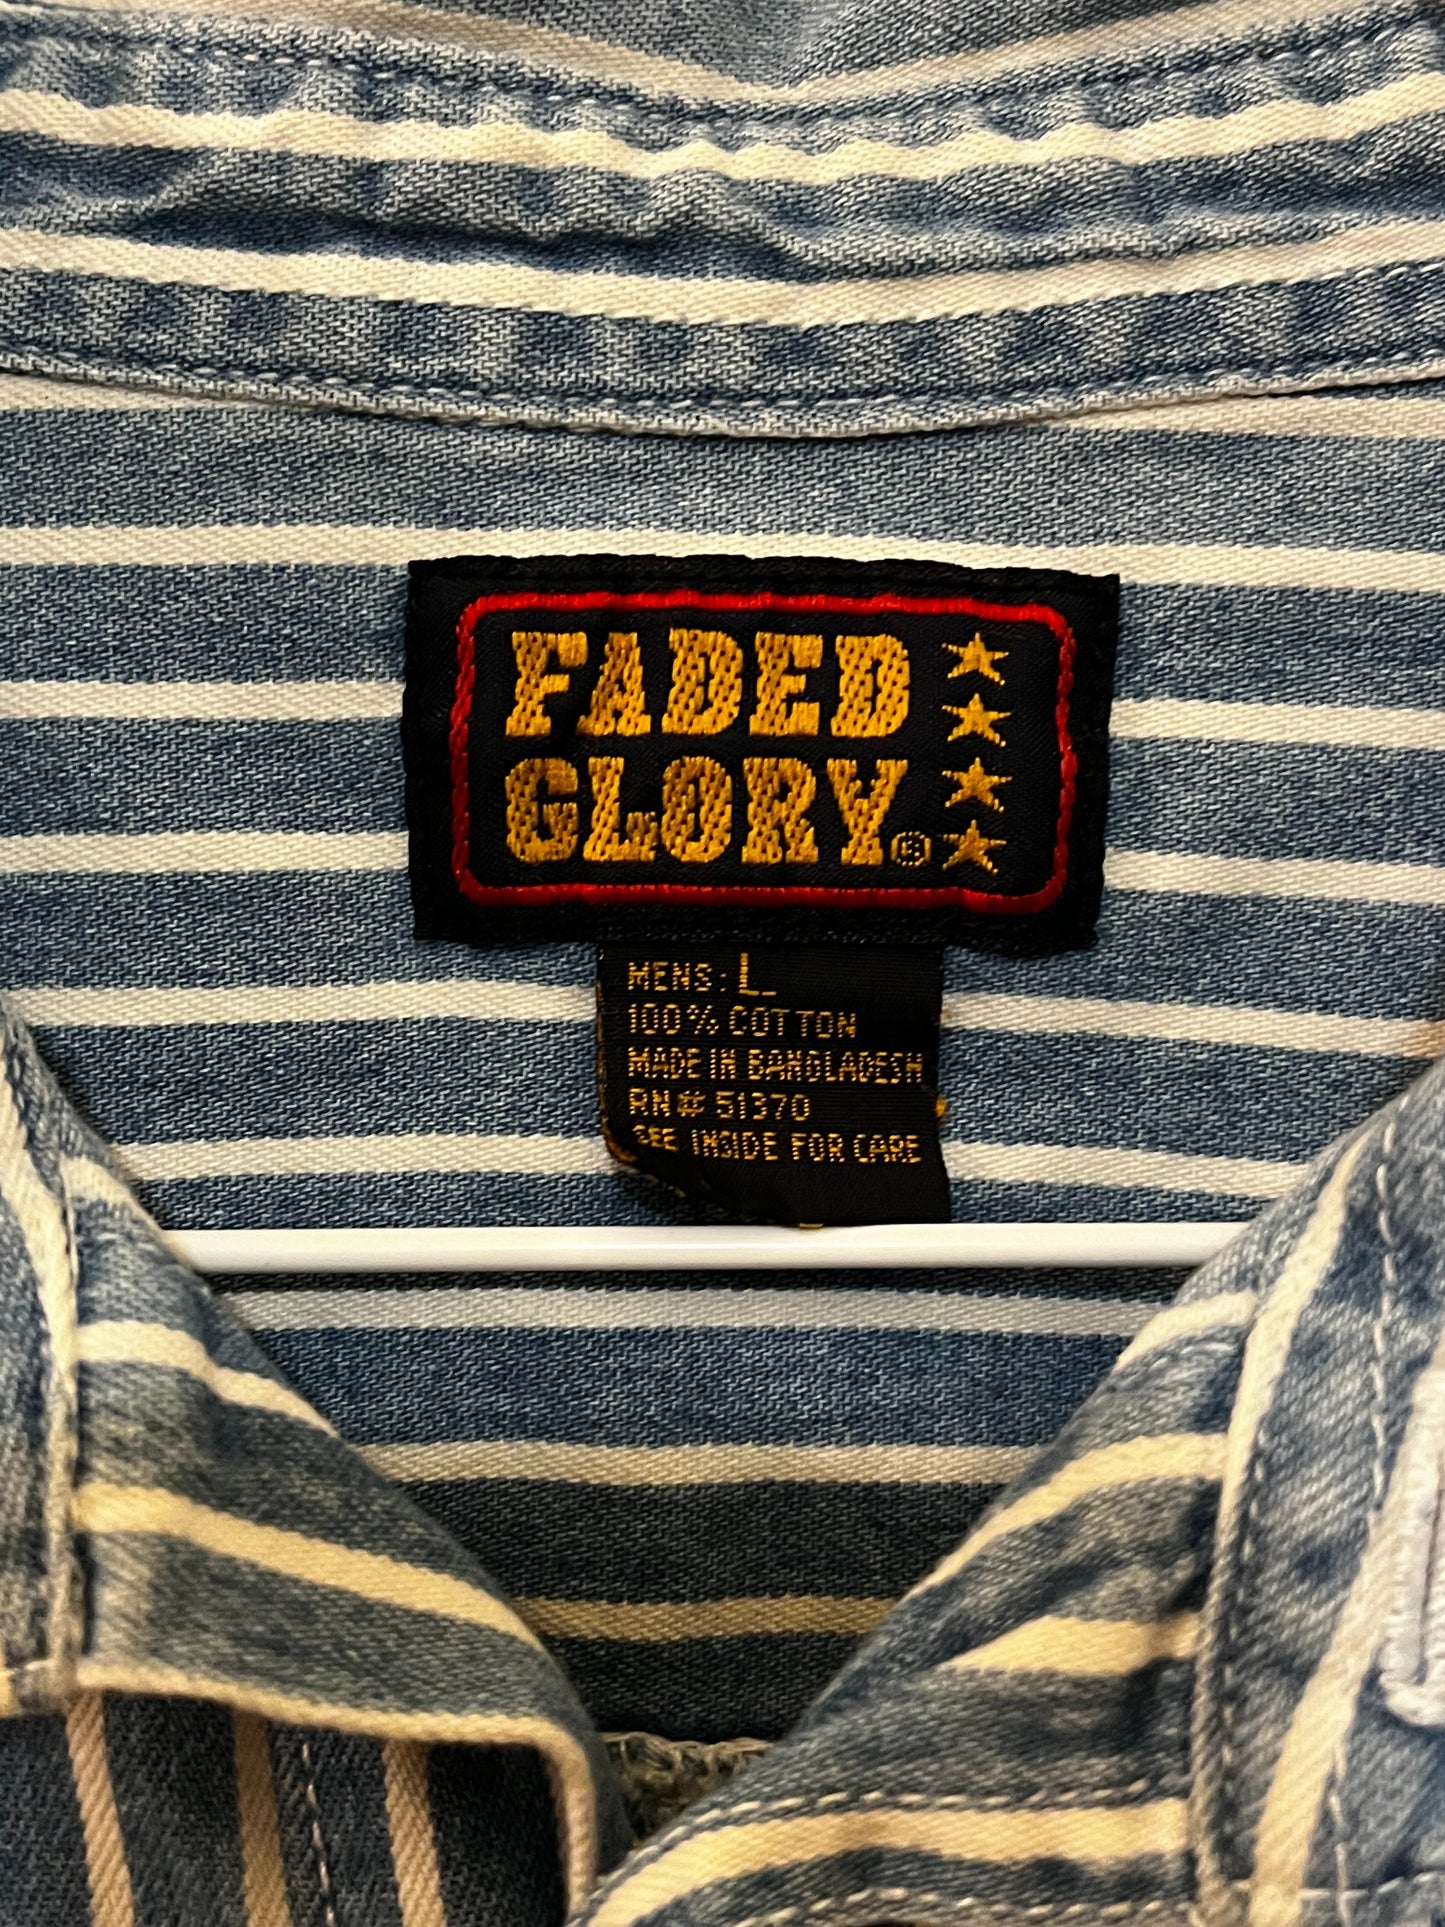 FADED
GLORY®
MENS: L
100% COTTON
MADE IN BANGLADESH
RN# 51370
SEE INSIDE FOR CARE